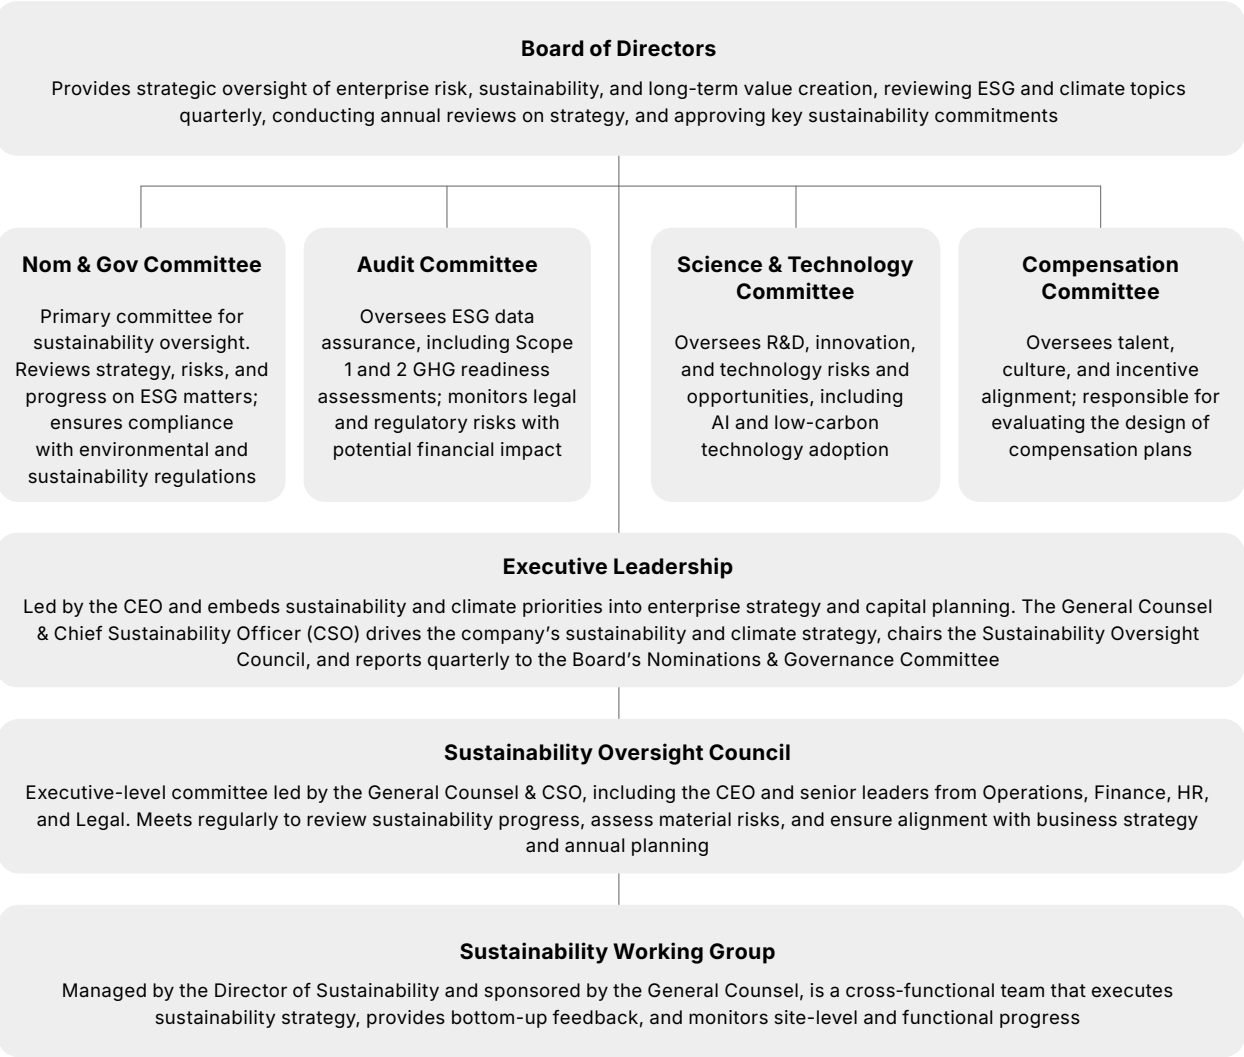 Board of Directors
Provides strategic oversight of enterprise risk, sustainability, and long-term value creation, reviewing ESG and climate topics
quarterly, conducting annual reviews on strategy, and approving key sustainability commitments
Nom & Gov Committee
Primary committee for
sustainability oversight.
Reviews strategy, risks, and
progress on ESG matters;
ensures compliance
with environmental and
sustainability regulations
Audit Committee
Oversees ESG data
assurance, including Scope
1 and 2 GHG readiness
assessments; monitors legal
and regulatory risks with
potential financial impact
Science & Technology
Committee
Oversees R&D, innovation,
and technology risks and
opportunities, including
AI and low-carbon
technology adoption
Compensation
Committee
Oversees talent,
culture, and incentive
alignment; responsible for
evaluating the design of
compensation plans
Executive Leadership
Led by the CEO and embeds sustainability and climate priorities into enterprise strategy and capital planning. The General Counsel
& Chief Sustainability Officer (CSO) drives the company's sustainability and climate strategy, chairs the Sustainability Oversight
Council, and reports quarterly to the Board's Nominations & Governance Committee
Sustainability Oversight Council
Executive-level committee led by the General Counsel & CSO, including the CEO and senior leaders from Operations, Finance, HR,
and Legal. Meets regularly to review sustainability progress, assess material risks, and ensure alignment with business strategy
and annual planning
Sustainability Working Group
Managed by the Director of Sustainability and sponsored by the General Counsel, is a cross-functional team that executes
sustainability strategy, provides bottom-up feedback, and monitors site-level and functional progress